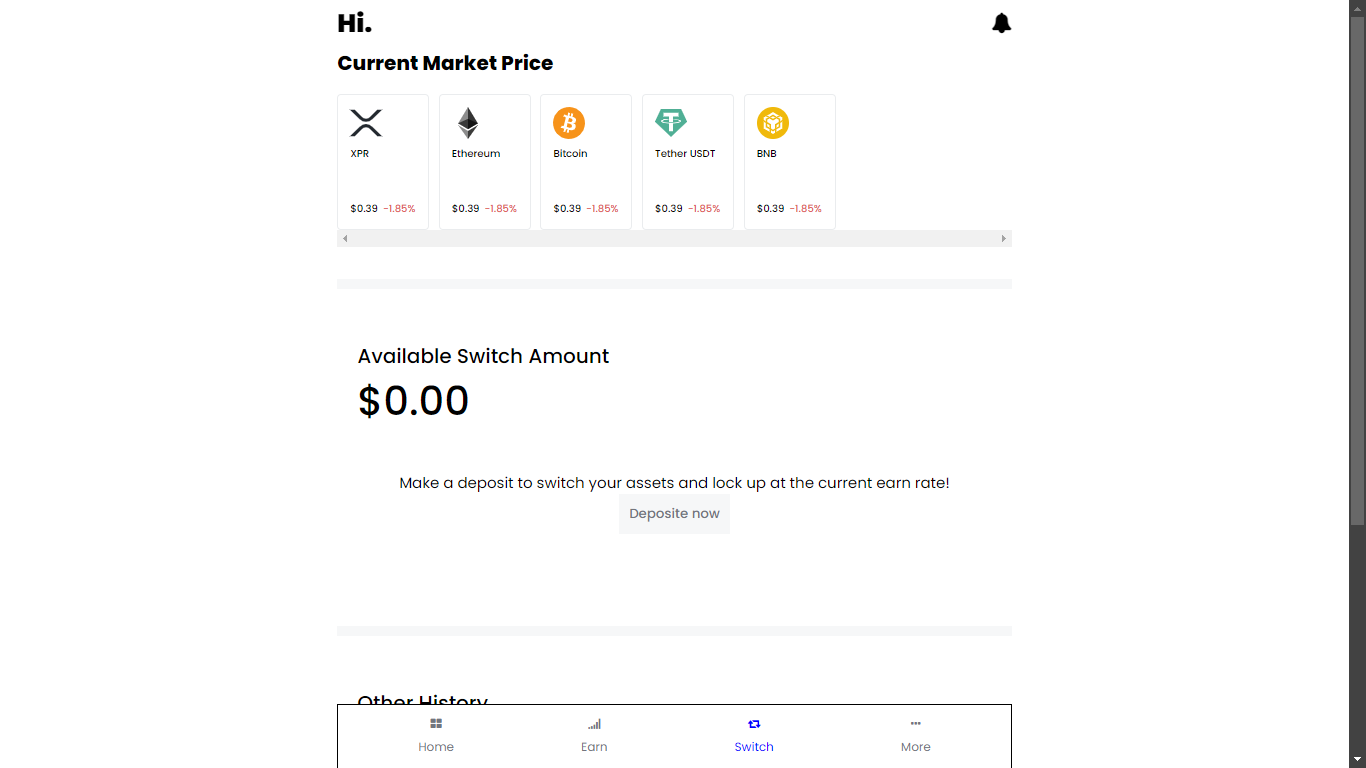 Hi.
Current Market Price
XPR Ethereum Bitcoin Tether USDT BNB
$0.39 -1.85% $0.39 -1.85% $0.39 -1.85% $0.39 -1.85% $0.39 -1.85%
Available Switch Amount
$0.00
Make a deposit to switch your assets and lock up at the current earn rate!
Deposite now
Other History
Home Earn Switch More